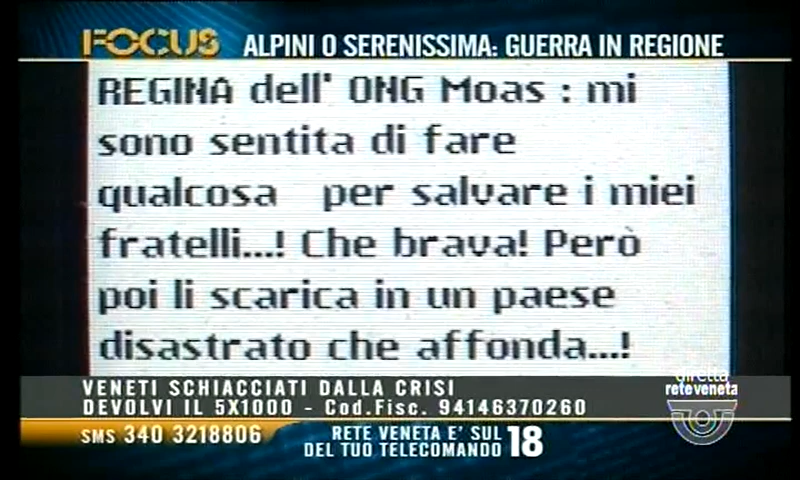 FOCUS ALPINI O SERENISSIMA: GUERRA IN REGIONE
REGINA dell' ONG Moas : mi
sono sentita di fare
qualcosa per salvare i miei
fratelli...! Che brava! Però
poi li scarica in un paese
disastrato che affonda...!
VENETI SCHIACCIATI DALLA CRISI
DEVOLVI IL 5X1000 - Cod.Fisc. 94146370260
diretta
reteveneta
SMS 340 3218806
RETE VENETA E' SUL
DEL TUO TELECOMANDO 18